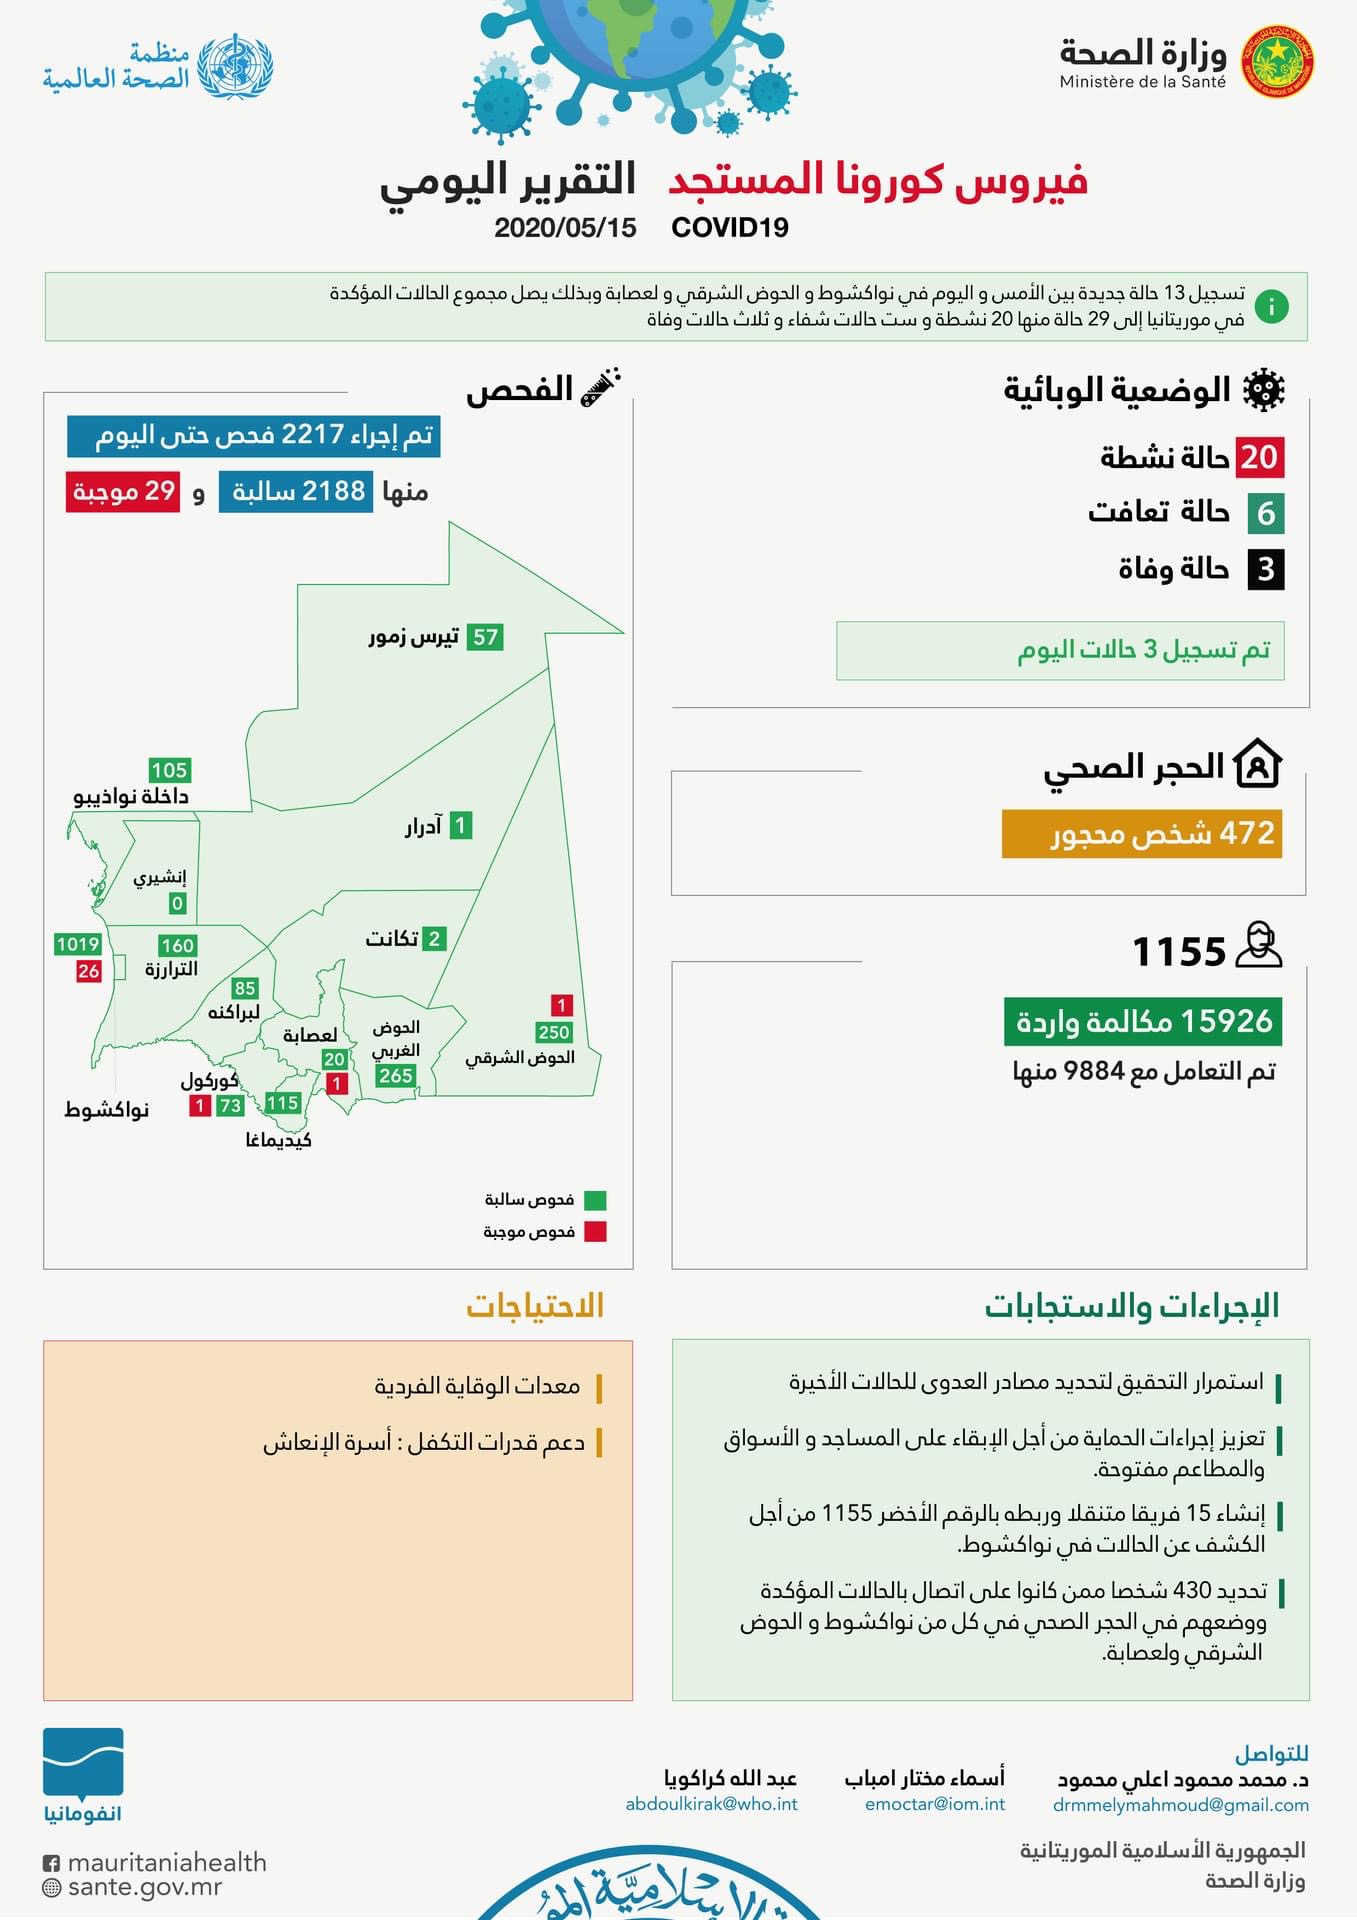 وزارة الصحة
Ministère de la Santé
منظمة
الصحة العالمية
فيروس كورونا المستجد
التقرير اليومي
COVID19
2020/05/15
تسجيل 13 حالة جديدة بين الأمس و اليوم في نواكشوط و الحوض الشرقي و لعصابة وبذلك يصل مجموع الحالات المؤكدة
في موريتانيا إلى 29 حالة منها 20 نشطة و ست حالات شفاء و ثلاث حالات وفاة
الوضعية الوبائية
20 حالة نشطة
6 حالة تعافت
3 حالة وفاة
تم تسجيل 3 حالات اليوم
الحجر الصحي
472 شخص محجور
1155
15926 مكالمة واردة
تم التعامل مع 9884 منها
الفحص
تم إجراء 2217 فحص حتى اليوم
منها 2188 سالبة و 29 موجبة
57 تيرس زمور
105
داخلة نواذيبو
1 آدرار
إنشيري
0
2 تكانت
1019
26
نواكشوط
160
الترارزة
85
لبراكنه
لعصابة
20
1
الحوض
الغربي
265
1
250
الحوض الشرقي
كوركول
73 1
115
كيديماغا
فحوص سالبة
فحوص موجبة
الإجراءات والاستجابات
استمرار التحقيق لتحديد مصادر العدوى للحالات الأخيرة
تعزيز إجراءات الحماية من أجل الإبقاء على المساجد و الأسواق
والمطاعم مفتوحة.
إنشاء 15 فريقا متنقلا وربطه بالرقم الأخضر 1155 من أجل
الكشف عن الحالات في نواكشوط.
تحديد 430 شخصا ممن كانوا على اتصال بالحالات المؤكدة
ووضعهم في الحجر الصحي في كل من نواكشوط و الحوض
الشرقي ولعصابة.
الاحتياجات
معدات الوقاية الفردية
دعم قدرات التكفل : أسرة الإنعاش
للتواصل
د. محمد محمود اعلي محمود
drmmelymahmoud@gmail.com
أسماء مختار امباب
emoctar@iom.int
عبد الله كراكويا
abdoulkirak@who.int
انفومانيا
الجمهورية الأسلامية الموريتانية
وزارة الصحة
mauritaniahealth
sante.gov.mr